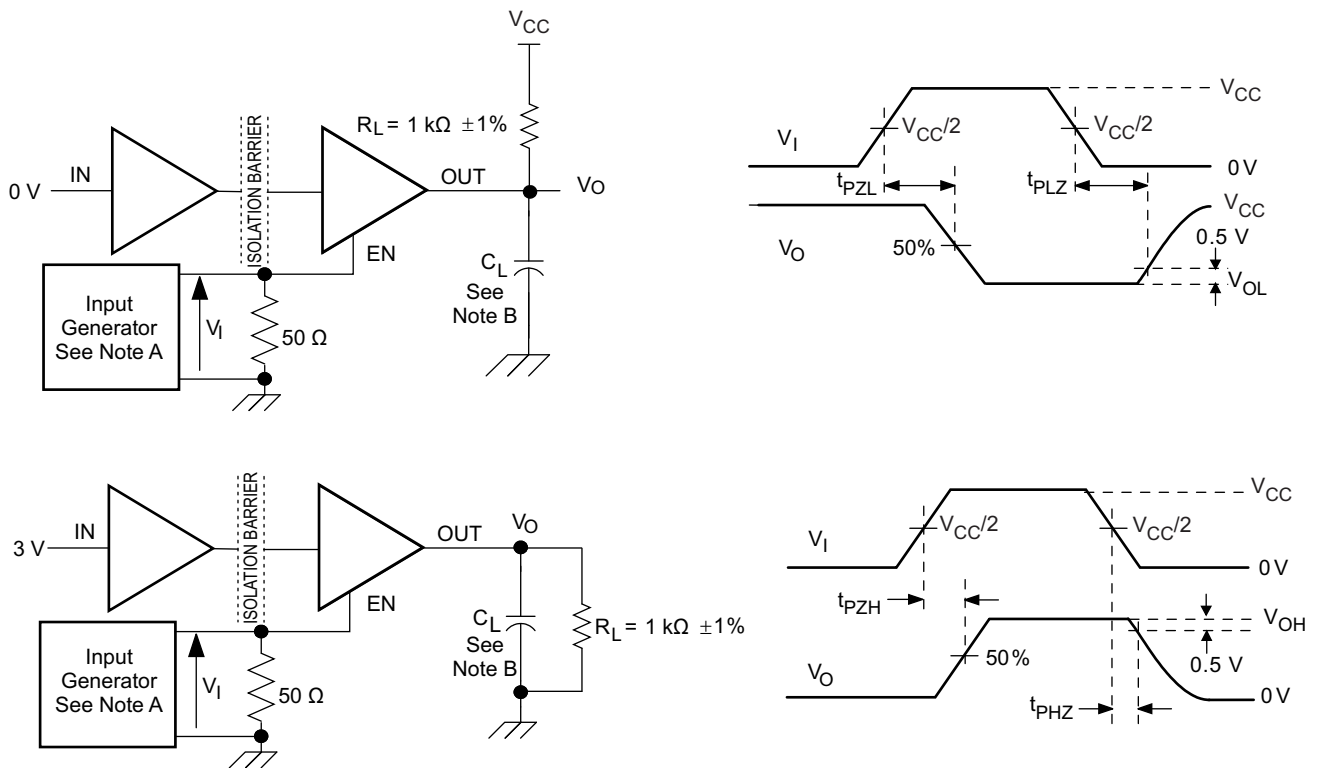 VCC
RL = 1 kΩ ±1%
0 V
IN
ISOLATION BARRIER
OUT
VO
EN
CL
See
Note B
Input
Generator
See Note A
VI
50 Ω
VCC
VI
VCC/2
VCC/2
0 V
tPZL
tPLZ
VCC
0.5 V
VO
50%
VOL
3 V
IN
ISOLATION BARRIER
OUT
VO
EN
CL
See
Note B
RL = 1 kΩ ±1%
Input
Generator
See Note A
VI
50 Ω
VCC
VI
VCC/2
VCC/2
0 V
tPZH
VOH
0.5 V
VO
50%
0 V
tPHZ